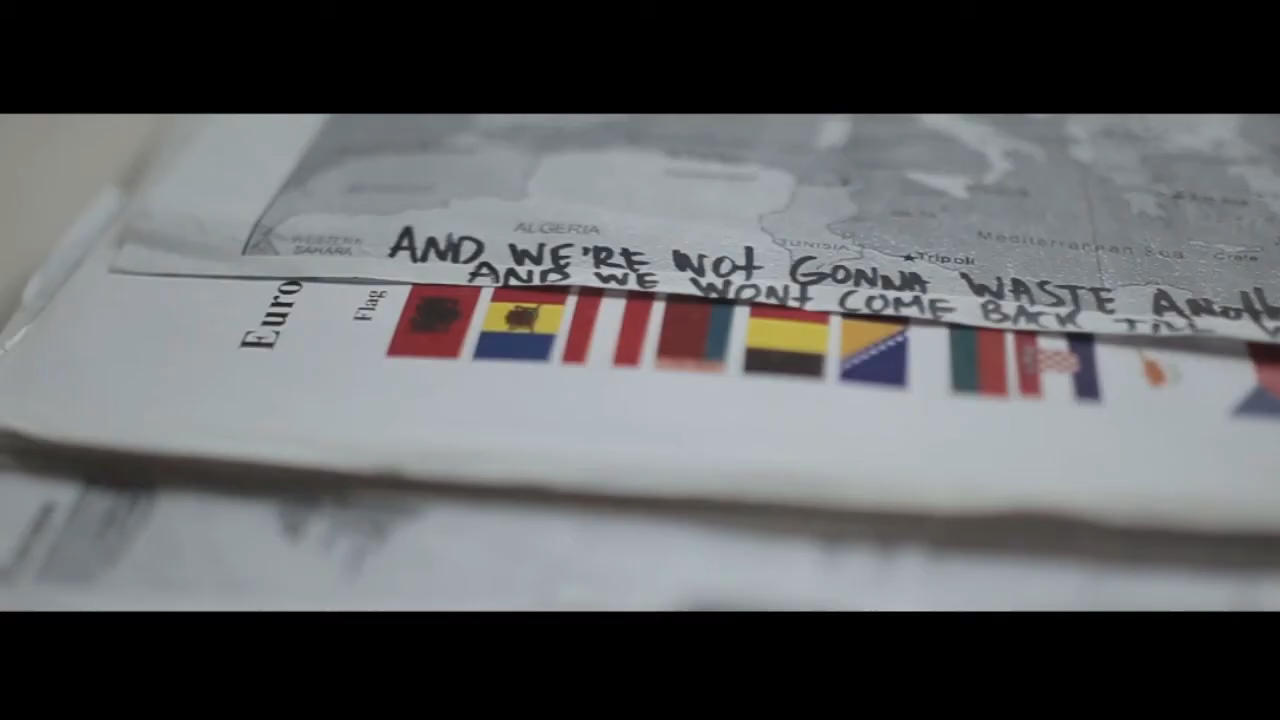 ALGERIA
WESTERN
SAHARA
TUNISIA
Tripoli
Mediterranean Sea
Crete
AND WE'RE NOt GONNA WASTE
AND WE WONt COME BACK TILL
Euro
Flag